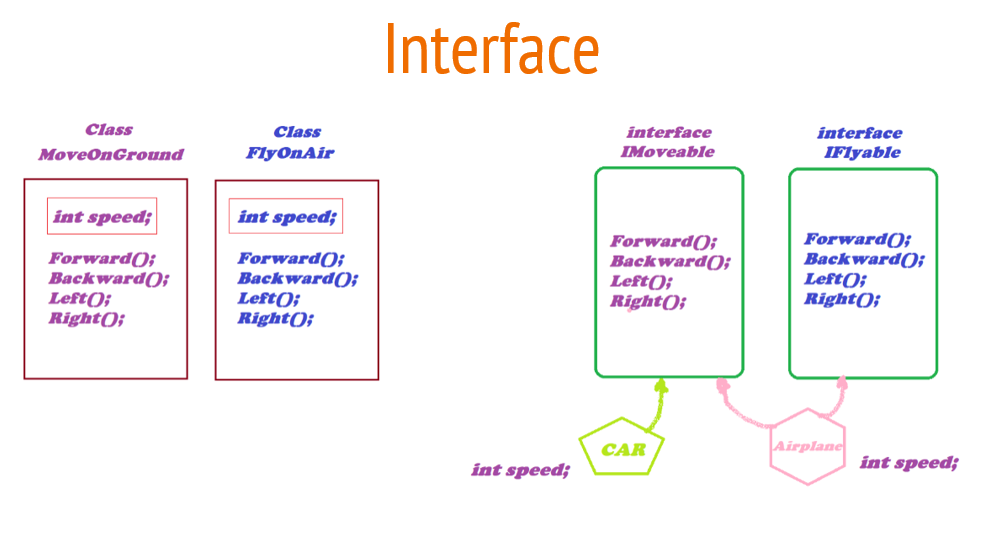 Interface
Class
MoveOnGround
int speed;
Forward();
Backward();
Left();
Right();
Class
FlyOnAir
int speed;
Forward();
Backward();
Left();
Right();
interface
IMoveable
Forward();
Backward();
Left();
Right();
interface
IFlyable
Forward();
Backward();
Left();
Right();
CAR
int speed;
Airplane
int speed;